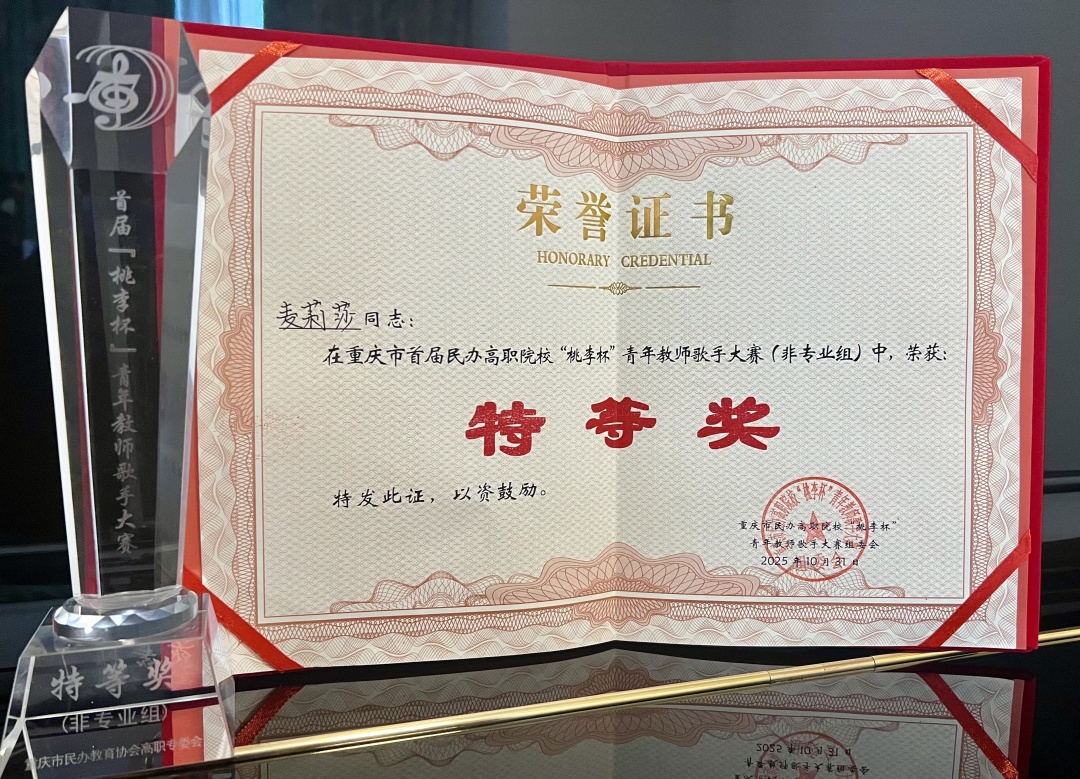 首届『桃李杯』青年教师歌手大赛
特等奖
（非专业组）
重庆市民办教育协会高职专委会
荣誉证书
HONORARY CREDENTIAL
麦莉莎同志：
在重庆市首届民办高职院校“桃李杯”青年教师歌手大赛（非专业组）中，荣获：
特等奖
特发此证，以资鼓励。
重庆市民办高职院校“桃李杯”
青年教师歌手大赛组委会
2025年10月31日